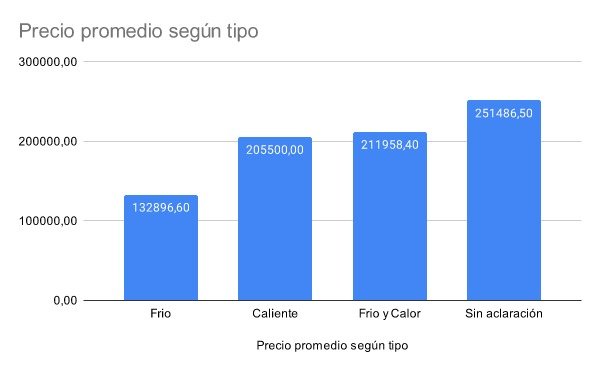 Precio promedio según tipo
300000,00
200000,00
100000,00
0,00
132896,60
205500,00
211958,40
251486,50
Frio
Caliente
Frio y Calor
Sin aclaración
Precio promedio según tipo